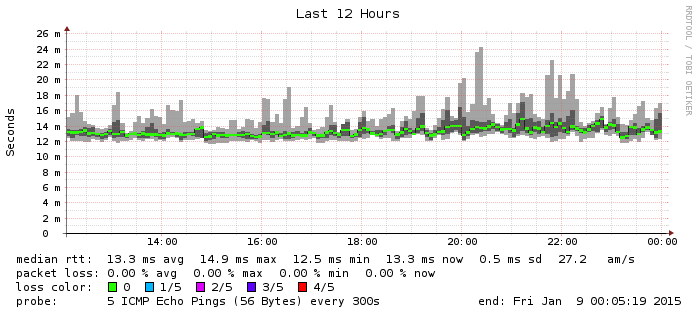 Last 12 Hours
RRDTOOL / TOBI OETIKER
Seconds
26 m
24 m
22 m
20 m
18 m
16 m
14 m
12 m
10 m
8 m
6 m
4 m
2 m
0
14:00 16:00 18:00 20:00 22:00 00:00
median rtt: 13.3 ms avg 14.9 ms max 12.5 ms min 13.3 ms now 0.5 ms sd 27.2 am/s
packet loss: 0.00 % avg 0.00 % max 0.00 % min 0.00 % now
loss color: 0 1/5 2/5 3/5 4/5
probe: 5 ICMP Echo Pings (56 Bytes) every 300s end: Fri Jan 9 00:05:19 2015